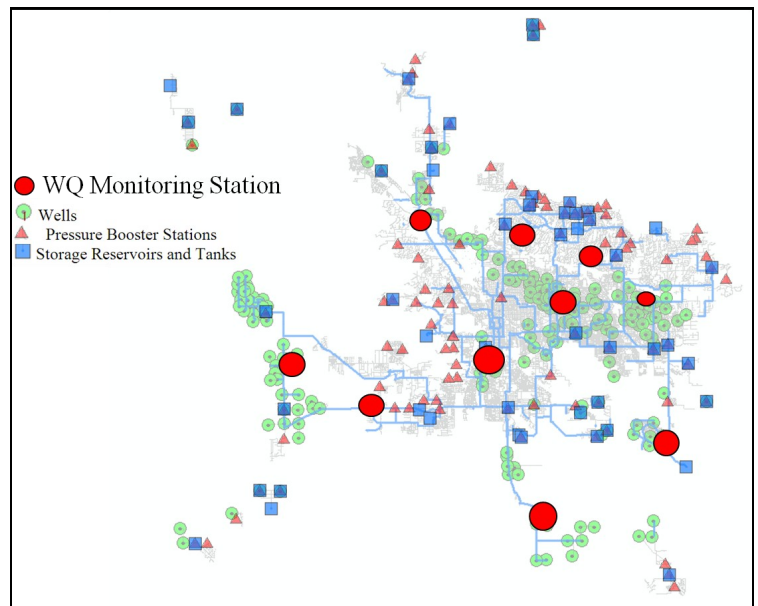 WQ Monitoring Station
Wells
Pressure Booster Stations
Storage Reservoirs and Tanks